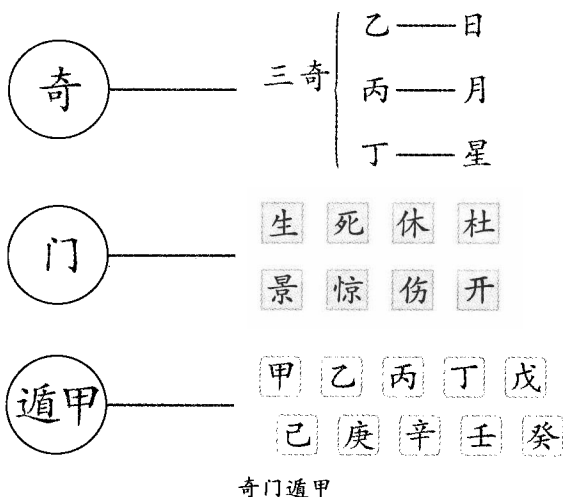 奇
三奇
乙——日
丙——月
丁——星
门
生 死 休 杜
景 惊 伤 开
遁甲
甲 乙 丙 丁 戊
己 庚 辛 壬 癸
奇门遁甲